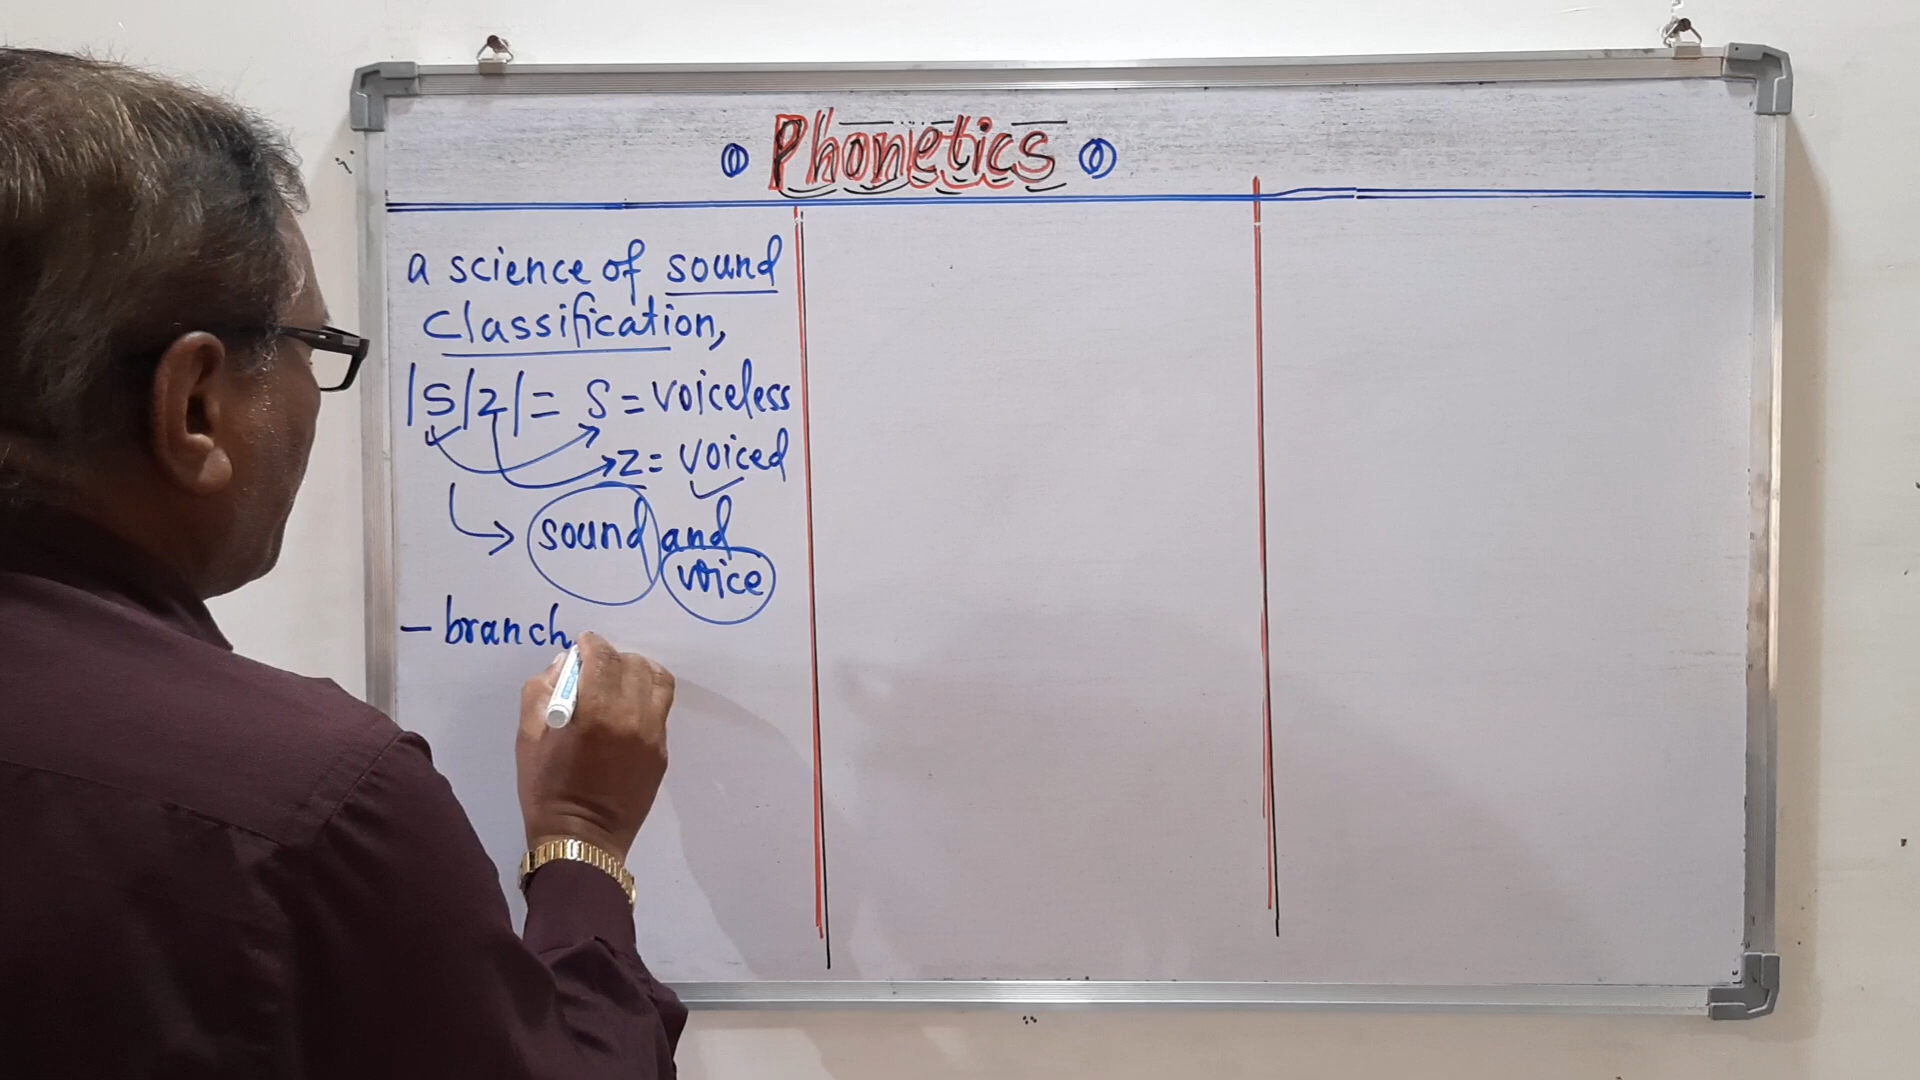 Phonetics
a science of sound
classification,
|s|z| = s = voiceless
z = voiced
sound and
voice
- branch